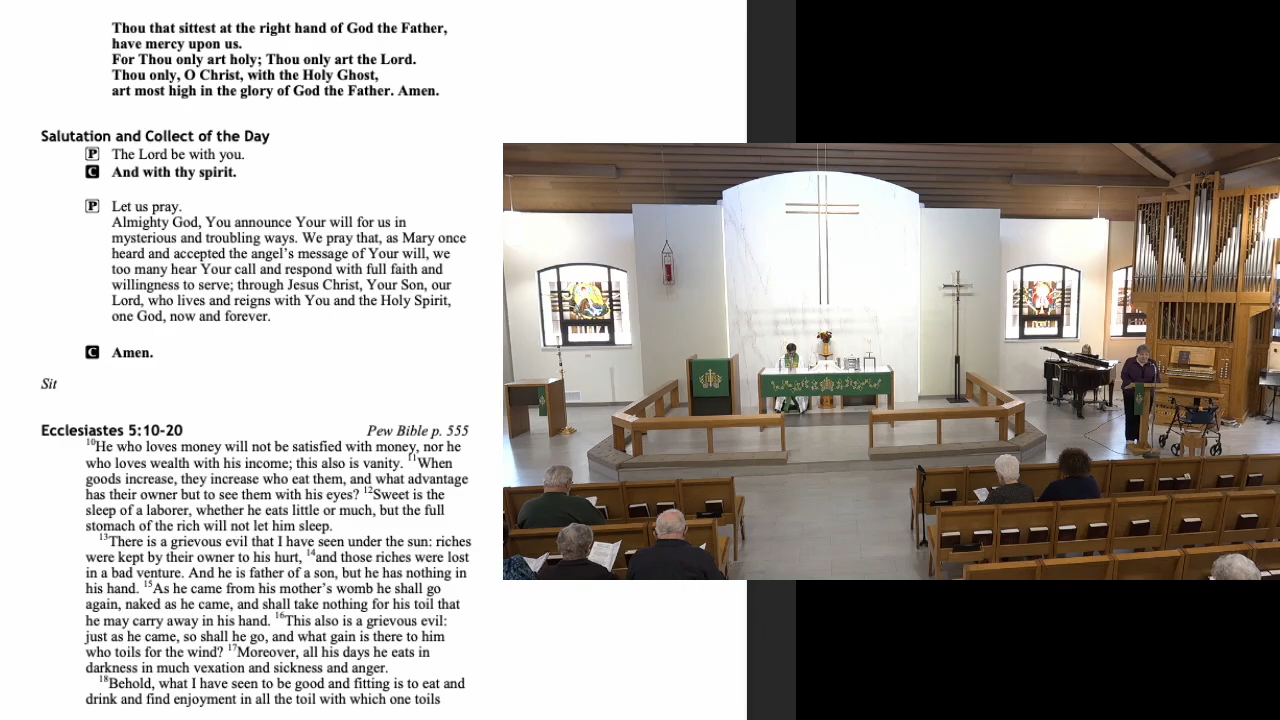 Thou that sittest at the right hand of God the Father,
have mercy upon us.
For Thou only art holy; Thou only art the Lord.
Thou only, O Christ, with the Holy Ghost,
art most high in the glory of God the Father. Amen.
Salutation and Collect of the Day
P The Lord be with you.
C And with thy spirit.
P Let us pray.
Almighty God, You announce Your will for us in
mysterious and troubling ways. We pray that, as Mary once
heard and accepted the angel's message of Your will, we
too many hear Your call and respond with full faith and
willingness to serve; through Jesus Christ, Your Son, our
Lord, who lives and reigns with You and the Holy Spirit,
one God, now and forever.
C Amen.
Sit
Ecclesiastes 5:10-20 Pew Bible p. 555
10He who loves money will not be satisfied with money, nor he
who loves wealth with his income; this also is vanity. 11When
goods increase, they increase who eat them, and what advantage
has their owner but to see them with his eyes? 12Sweet is the
sleep of a laborer, whether he eats little or much, but the full
stomach of the rich will not let him sleep.
13There is a grievous evil that I have seen under the sun: riches
were kept by their owner to his hurt, 14and those riches were lost
in a bad venture. And he is father of a son, but he has nothing in
his hand. 15As he came from his mother's womb he shall go
again, naked as he came, and shall take nothing for his toil that
he may carry away in his hand. 16This also is a grievous evil:
just as he came, so shall he go, and what gain is there to him
who toils for the wind? 17Moreover, all his days he eats in
darkness in much vexation and sickness and anger.
18Behold, what I have seen to be good and fitting is to eat and
drink and find enjoyment in all the toil with which one toils